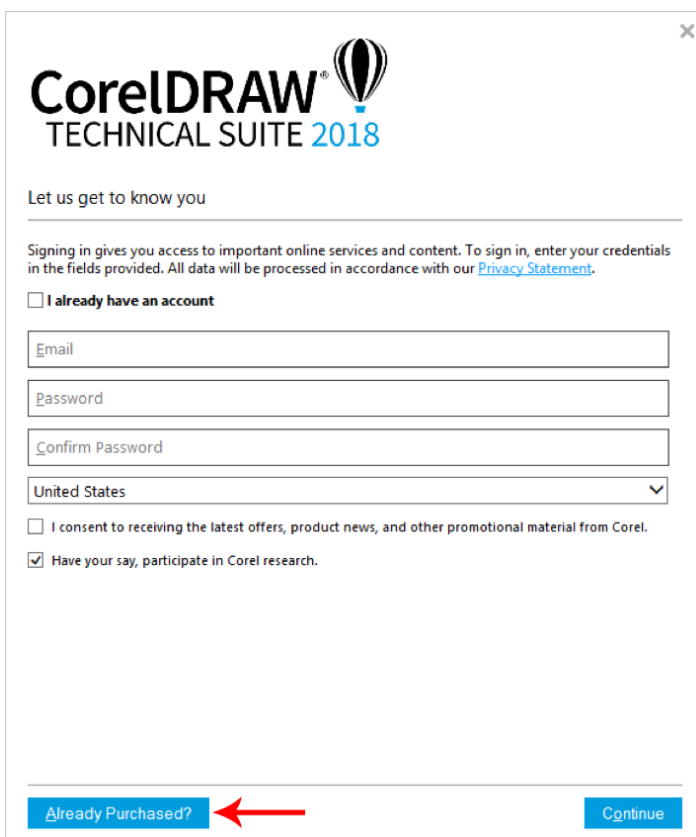 CorelDRAW®
TECHNICAL SUITE 2018
Let us get to know you
Signing in gives you access to important online services and content. To sign in, enter your credentials
in the fields provided. All data will be processed in accordance with our Privacy Statement.
I already have an account
Email
Password
Confirm Password
United States
I consent to receiving the latest offers, product news, and other promotional material from Corel.
Have your say, participate in Corel research.
Already Purchased?
Continue